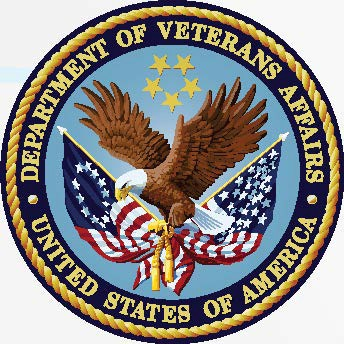 DEPARTMENT OF VETERANS AFFAIRS
UNITED STATES OF AMERICA